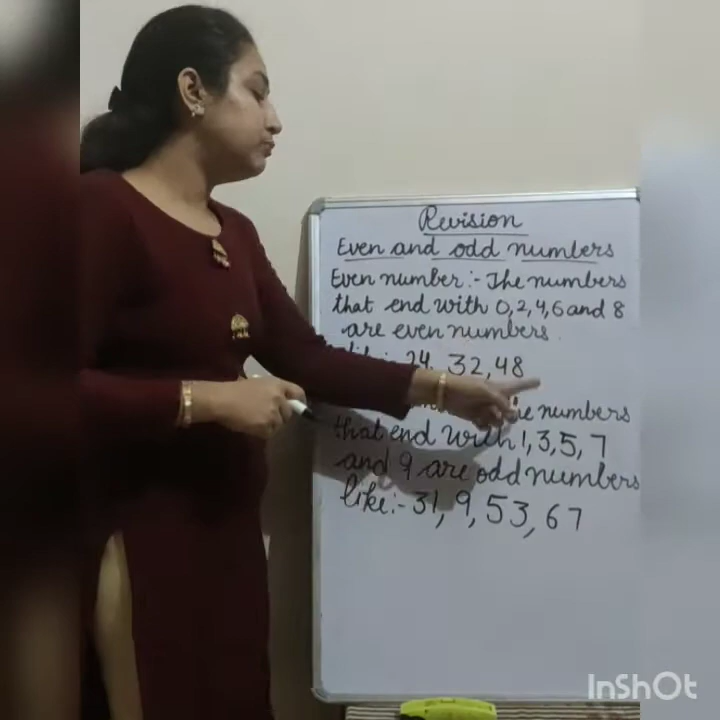 Revision
Even and odd numbers
Even number:- The numbers
that end with 0,2,4,6 and 8
are even numbers.
24, 32, 48
numbers
that end with 1,3,5,7
and 9 are odd numbers
like:- 31, 9, 53, 67
InShOt